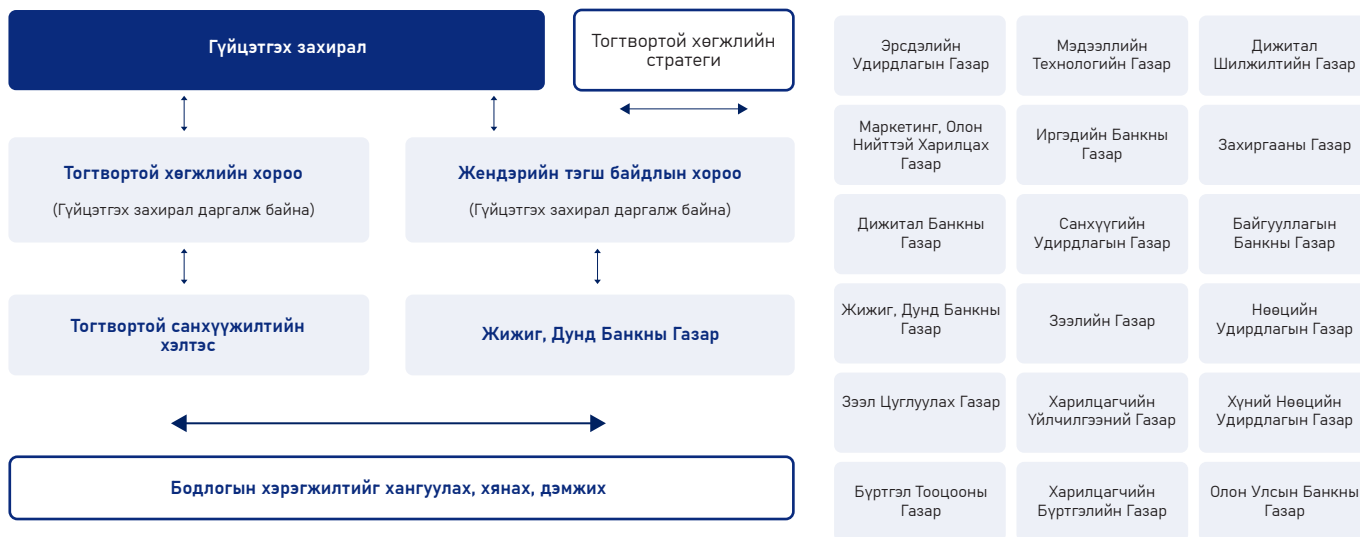 Гүйцэтгэх захирал
Тогтвортой хөгжлийн
стратеги
Тогтвортой хөгжлийн хороо
(Гүйцэтгэх захирал даргалж байна)
Жендэрийн тэгш байдлын хороо
(Гүйцэтгэх захирал даргалж байна)
Тогтвортой санхүүжилтийн
хэлтэс
Жижиг, Дунд Банкны Газар
Бодлогын хэрэгжилтийг хангуулах, хянах, дэмжих
Эрсдэлийн
Удирдлагын Газар
Мэдээллийн
Технологийн Газар
Дижитал
Шилжилтийн Газар
Маркетинг, Олон
Нийттэй Харилцах
Газар
Иргэдийн Банкны
Газар
Захиргааны Газар
Дижитал Банкны
Газар
Санхүүгийн
Удирдлагын Газар
Байгууллагын
Банкны Газар
Жижиг, Дунд Банкны
Газар
Зээлийн Газар
Нөөцийн
Удирдлагын Газар
Зээл Цуглуулах Газар
Харилцагчийн
Үйлчилгээний Газар
Хүний Нөөцийн
Удирдлагын Газар
Бүртгэл Тооцооны
Газар
Харилцагчийн
Бүртгэлийн Газар
Олон Улсын Банкны
Газар